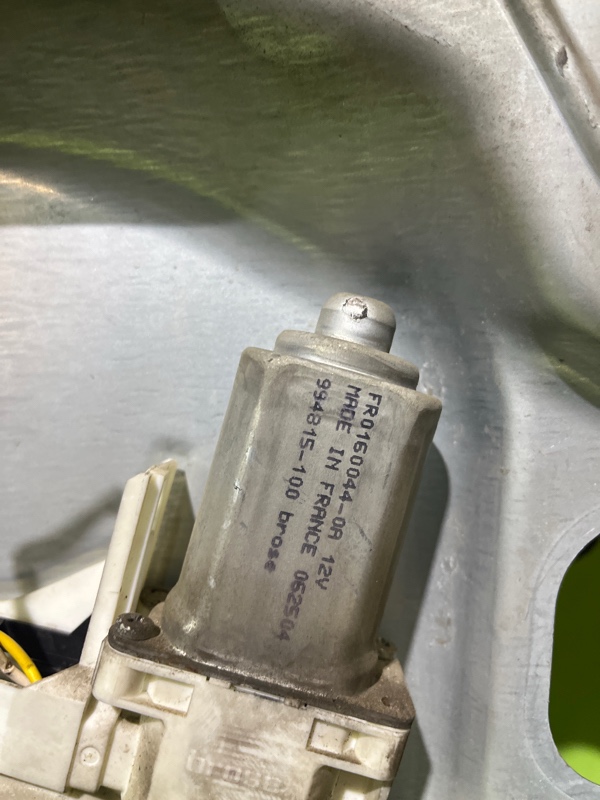 FR0160044-0A 12V
MADE IN FRANCE 062504
994815-100 brose